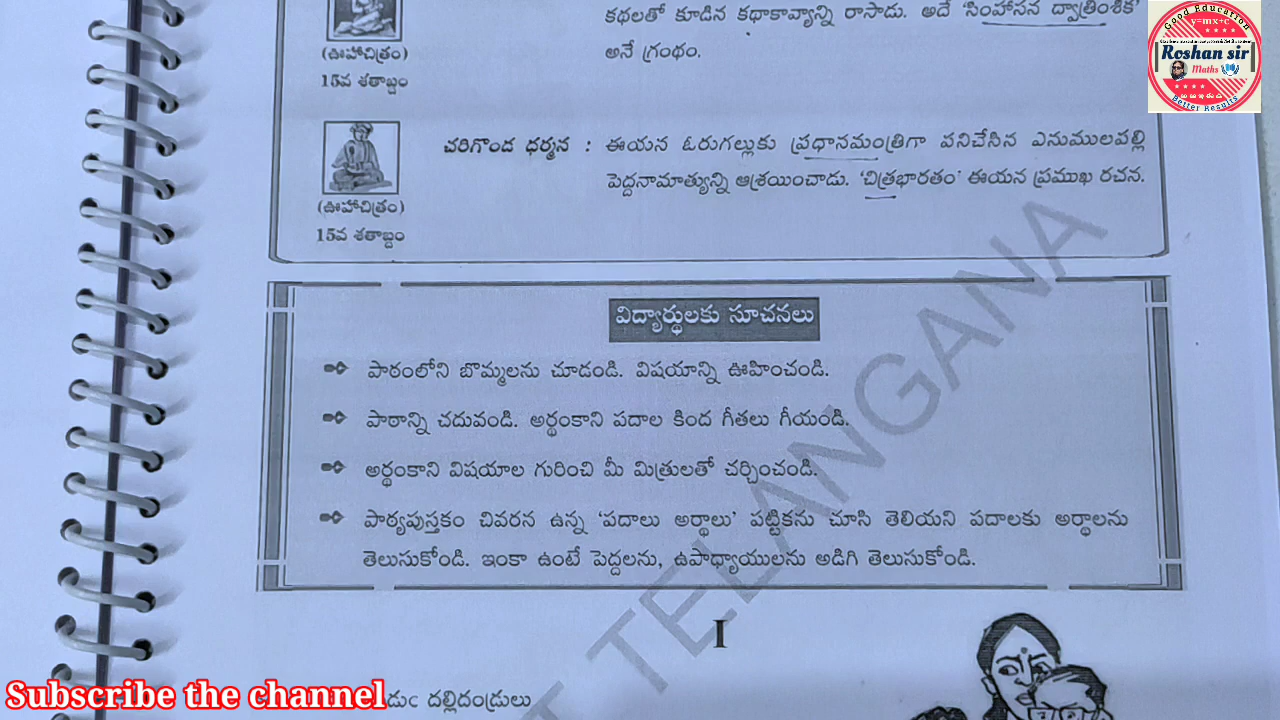 కథలతో కూడిన కథాకావ్యాన్ని రాసాడు. అదే 'సింహాసన ద్వాత్రింశిక'
అనే గ్రంథం.
(ఊహాచిత్రం)
15వ శతాబ్దం
చరిగొండ ధర్మన : ఈయన ఓరుగల్లుకు ప్రధానమంత్రిగా పనిచేసిన ఎనుములపల్లి
పెద్దనామాత్యున్ని ఆశ్రయించాడు. 'చిత్రభారతం' ఈయన ప్రముఖ రచన.
(ఊహాచిత్రం)
15వ శతాబ్దం
విద్యార్థులకు సూచనలు
పాఠంలోని బొమ్మలను చూడండి. విషయాన్ని ఊహించండి.
పాఠాన్ని చదువండి. అర్థంకాని పదాల కింద గీతలు గీయండి.
అర్థంకాని విషయాల గురించి మీ మిత్రులతో చర్చించండి.
పాఠ్యపుస్తకం చివరన ఉన్న 'పదాలు అర్థాలు' పట్టికను చూసి తెలియని పదాలకు అర్థాలను
తెలుసుకోండి. ఇంకా ఉంటే పెద్దలను, ఉపాధ్యాయులను అడిగి తెలుసుకోండి.
I
దల్లిదండ్రులు
TELANGANA
Good Education
y=mx+c
Roshan sir
Maths
Better Results
Subscribe the channel